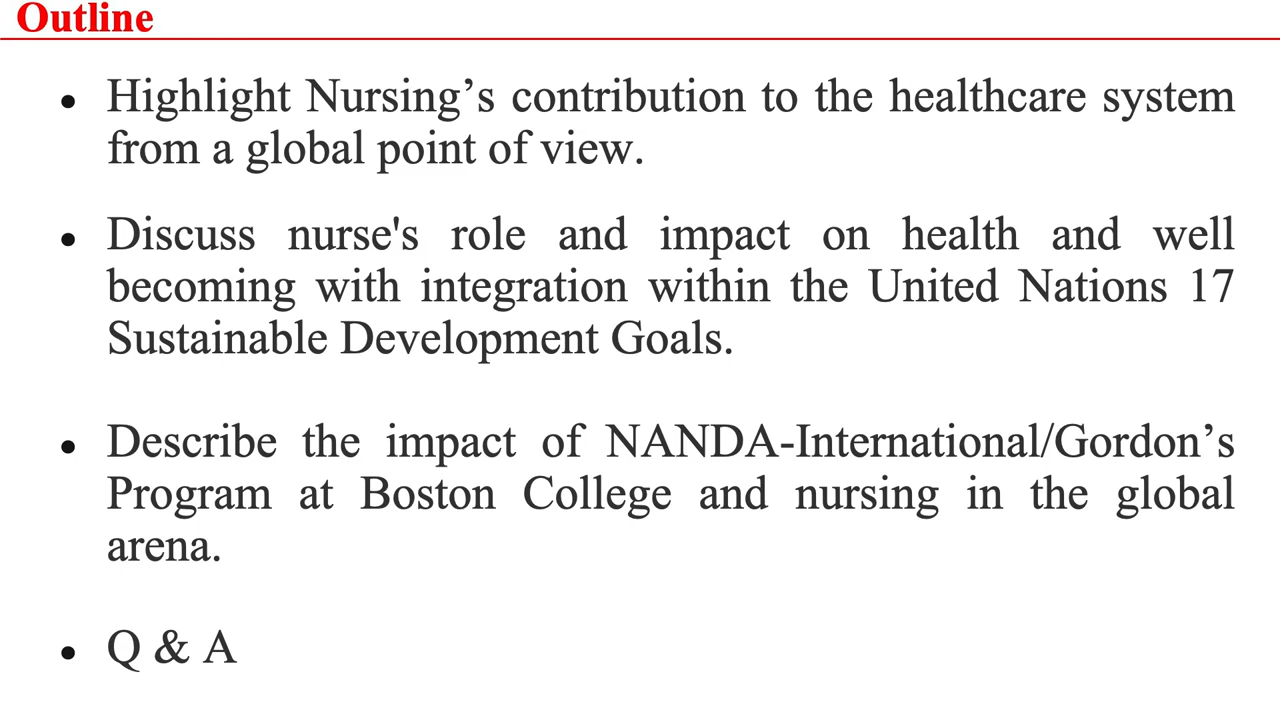 Outline
• Highlight Nursing’s contribution to the healthcare system
from a global point of view.
• Discuss nurse's role and impact on health and well
becoming with integration within the United Nations 17
Sustainable Development Goals.
• Describe the impact of NANDA-International/Gordon’s
Program at Boston College and nursing in the global
arena.
• Q & A